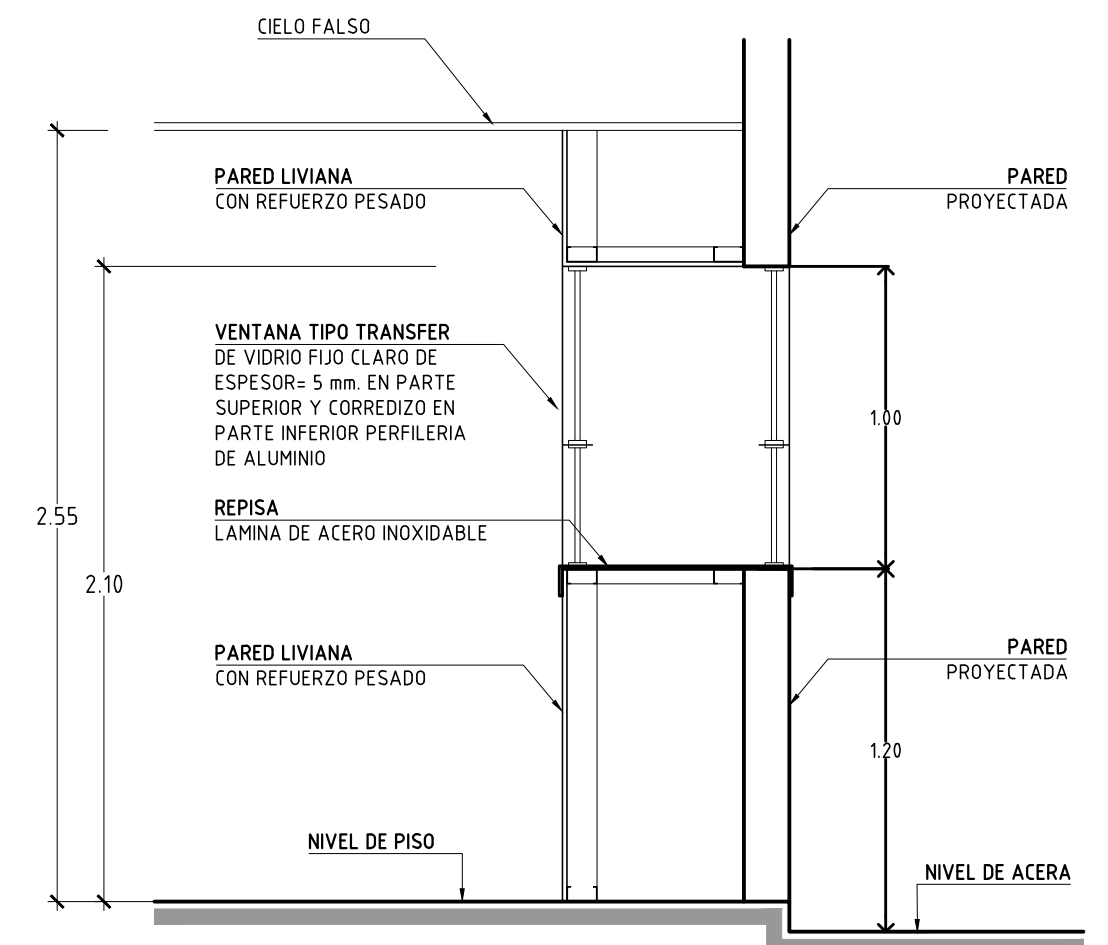 CIELO FALSO
PARED LIVIANA
CON REFUERZO PESADO
PARED
PROYECTADA
VENTANA TIPO TRANSFER
DE VIDRIO FIJO CLARO DE
ESPESOR= 5 mm. EN PARTE
SUPERIOR Y CORREDIZO EN
PARTE INFERIOR PERFILERIA
DE ALUMINIO
1.00
REPISA
LAMINA DE ACERO INOXIDABLE
2.55
2.10
PARED LIVIANA
CON REFUERZO PESADO
PARED
PROYECTADA
1.20
NIVEL DE PISO
NIVEL DE ACERA